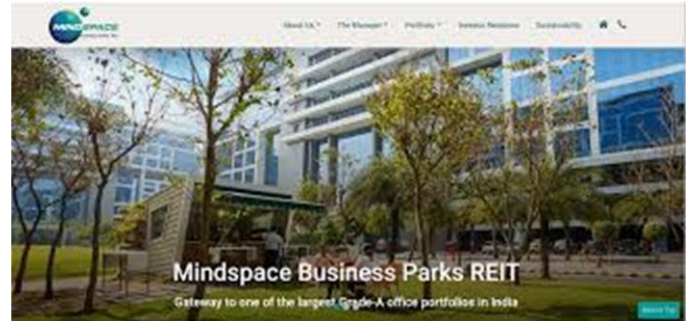 MINDSPACE
About Us
The Manager
Portfolio
Investor Relations
Sustainability
Mindspace Business Parks REIT
Gateway to one of the largest Grade-A office portfolios in India